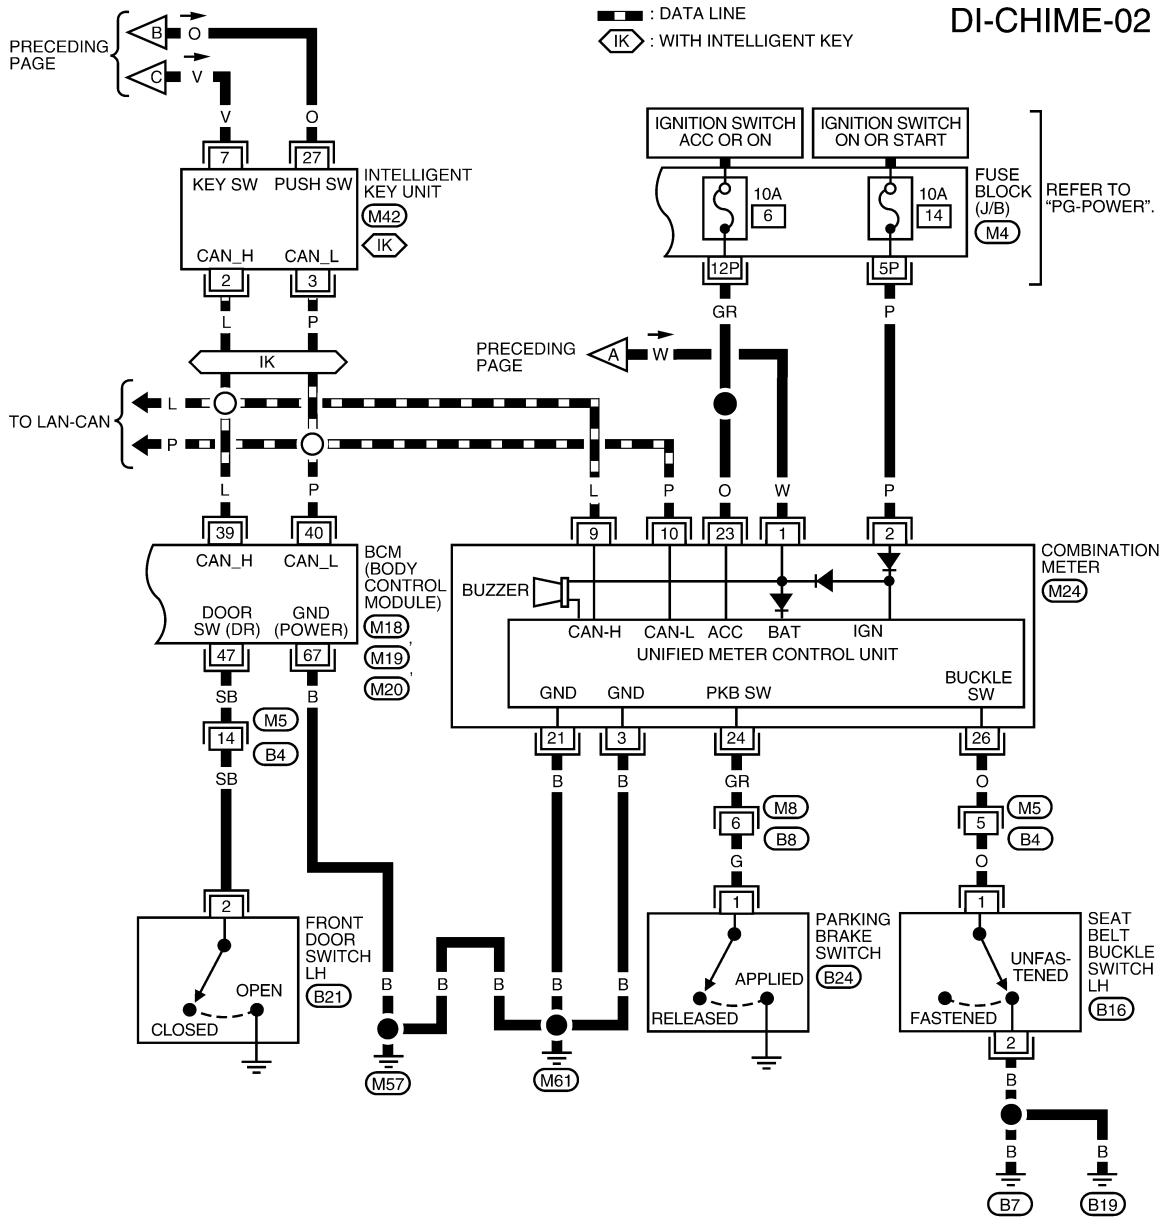 DI-CHIME-02
: DATA LINE
IK : WITH INTELLIGENT KEY
PRECEDING
PAGE
B O
C V
V O
7 27
KEY SW PUSH SW
CAN_H CAN_L
2 3
INTELLIGENT
KEY UNIT
M42
IK
L P
IK
TO LAN-CAN
L
P
L P
39 40
CAN_H CAN_L
DOOR
SW (DR)
GND
(POWER)
47 67
BCM
(BODY
CONTROL
MODULE)
M18 ,
M19 ,
M20
SB B
14
M5
B4
SB
2
OPEN
CLOSED
FRONT
DOOR
SWITCH
LH
B21
IGNITION SWITCH
ACC OR ON
IGNITION SWITCH
ON OR START
10A
6
10A
14
FUSE
BLOCK
(J/B)
M4
REFER TO
“PG-POWER”.
12P 5P
GR P
PRECEDING
PAGE
A W
L P O W P
9 10 23 1 2
COMBINATION
METER
M24
BUZZER
CAN-H CAN-L ACC BAT IGN
UNIFIED METER CONTROL UNIT
GND GND PKB SW
BUCKLE
SW
21 3 24 26
B B GR O
6
M8
B8
G
1
APPLIED
RELEASED
PARKING
BRAKE
SWITCH
B24
5
M5
B4
O
1
UNFAS-
TENED
FASTENED
SEAT
BELT
BUCKLE
SWITCH
LH
B16
2
B B B B B
M57 M61
B
B B
B7 B19